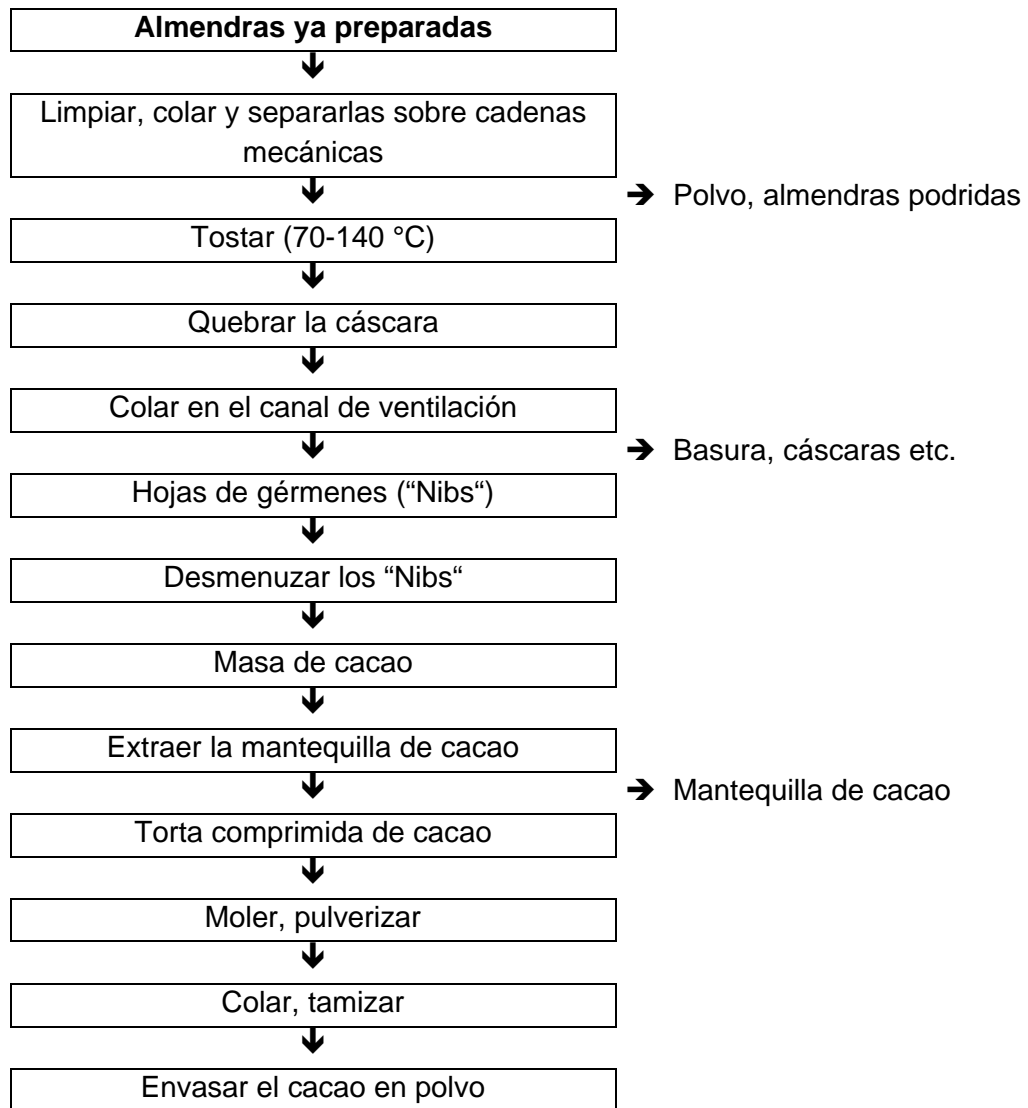 Almendras ya preparadas
Limpiar, colar y separarlas sobre cadenas
mecánicas
Polvo, almendras podridas
Tostar (70-140 °C)
Quebrar la cáscara
Colar en el canal de ventilación
Basura, cáscaras etc.
Hojas de gérmenes (“Nibs“)
Desmenuzar los “Nibs“
Masa de cacao
Extraer la mantequilla de cacao
Mantequilla de cacao
Torta comprimida de cacao
Moler, pulverizar
Colar, tamizar
Envasar el cacao en polvo